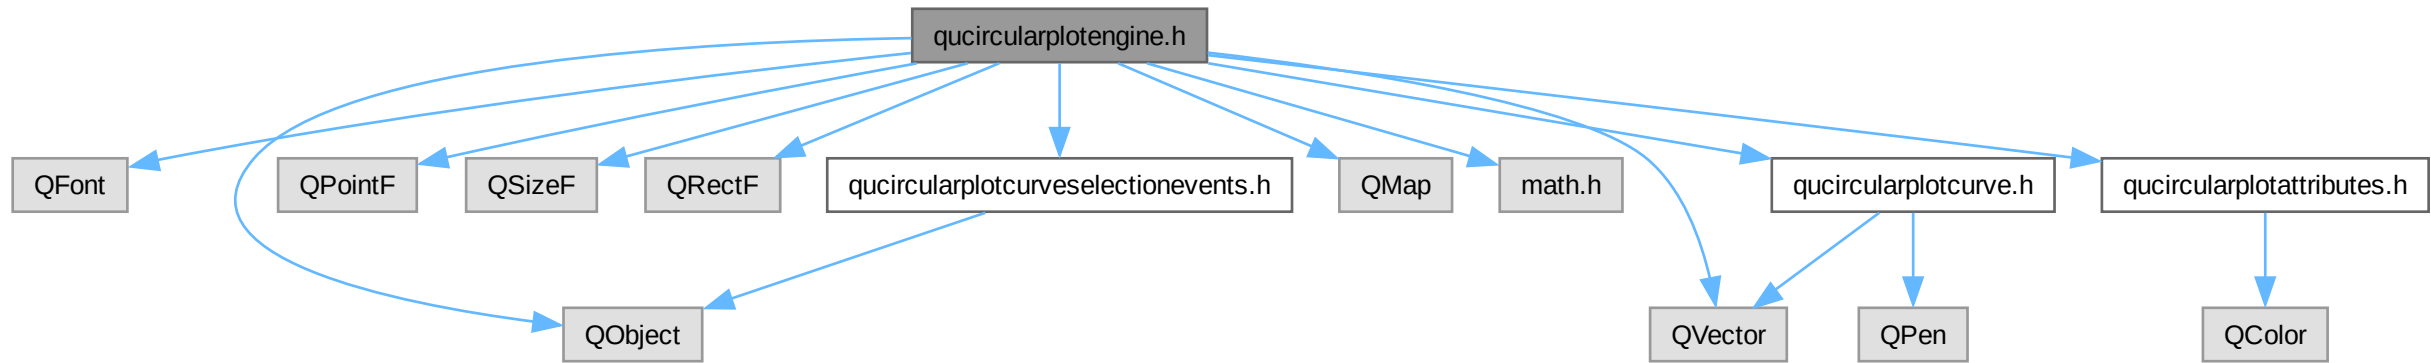 qucircularplotengine.h
QFont
QPointF
QSizeF
QRectF
qucircularplotcurveselectionevents.h
QMap
math.h
qucircularplotcurve.h
qucircularplotattributes.h
QObject
QVector
QPen
QColor